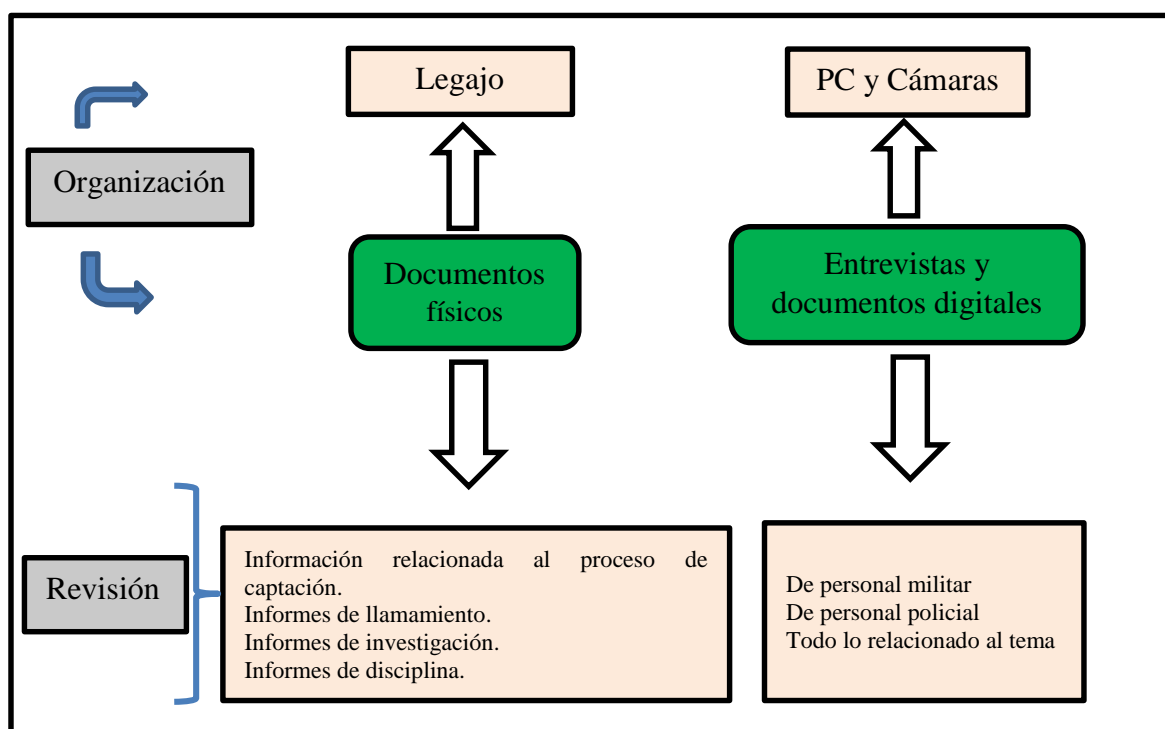 Legajo
PC y Cámaras
Organización
Documentos
físicos
Entrevistas y
documentos digitales
Revisión
Información relacionada al proceso de
captación.
Informes de llamamiento.
Informes de investigación.
Informes de disciplina.
De personal militar
De personal policial
Todo lo relacionado al tema